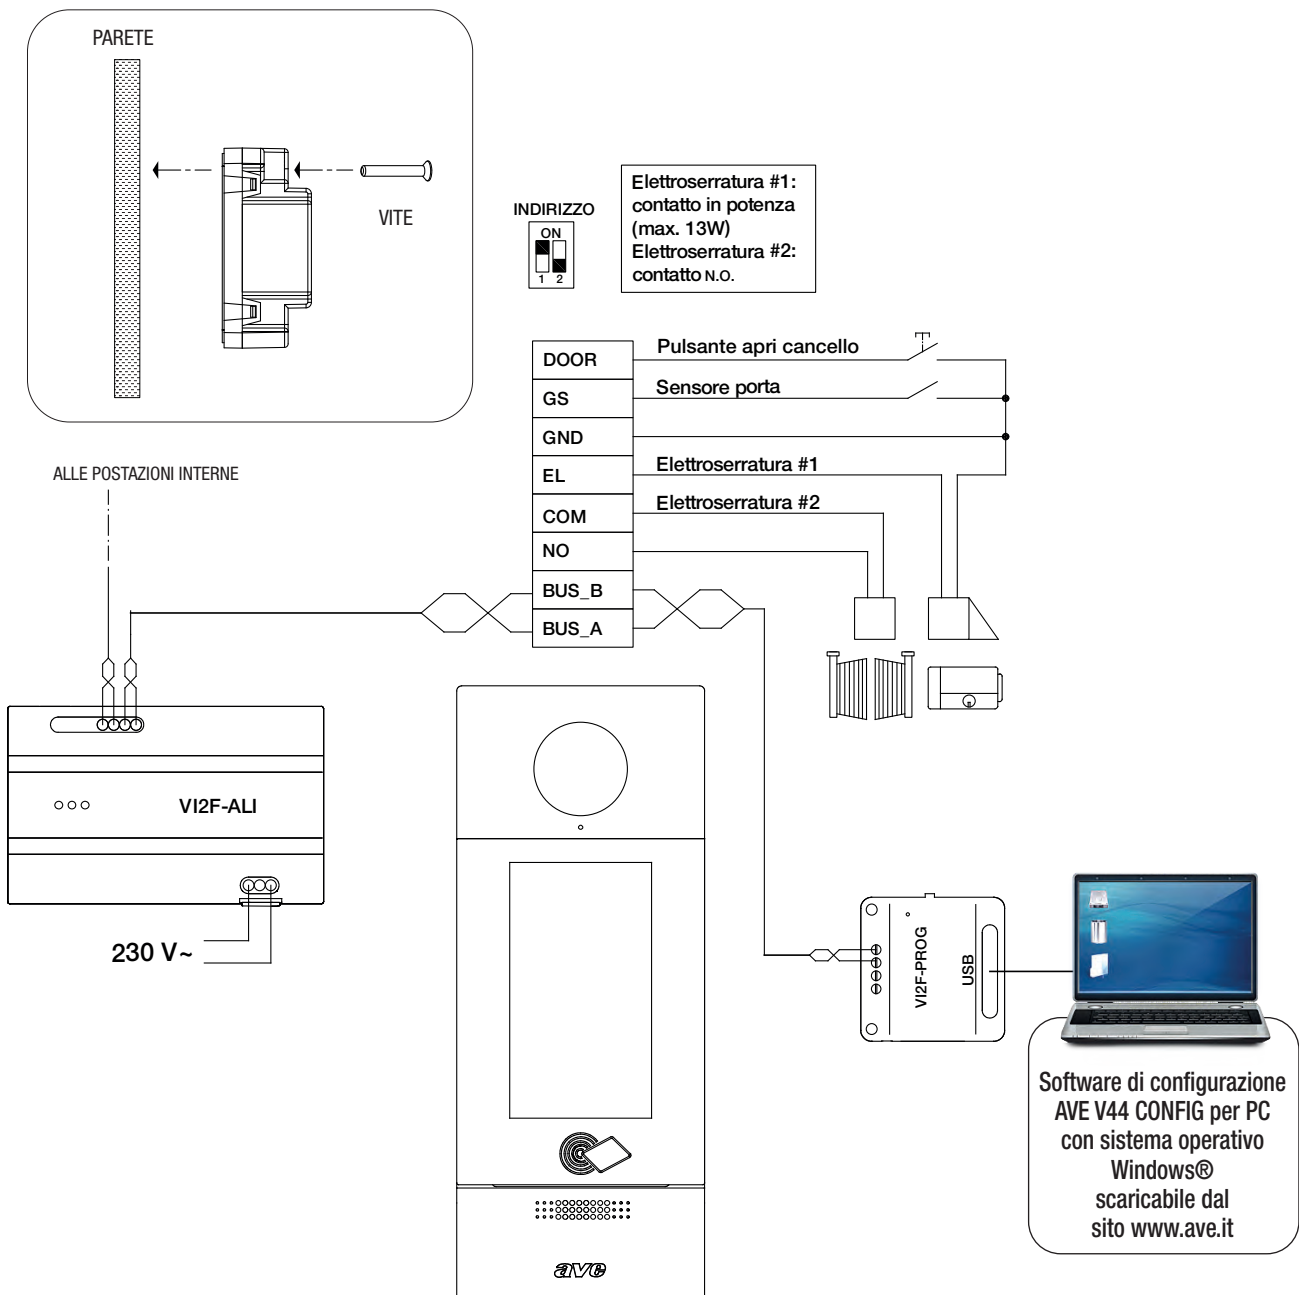 PARETE
VITE
INDIRIZZO
ON
1 2
Elettroserratura #1:
contatto in potenza
(max. 13W)
Elettroserratura #2:
contatto N.O.
DOOR
Pulsante apri cancello
GS
Sensore porta
GND
EL
Elettroserratura #1
COM
Elettroserratura #2
NO
BUS_B
BUS_A
ALLE POSTAZIONI INTERNE
VI2F-ALI
230 V~
VI2F-PROG
USB
Software di configurazione
AVE V44 CONFIG per PC
con sistema operativo
Windows®
scaricabile dal
sito www.ave.it
ave